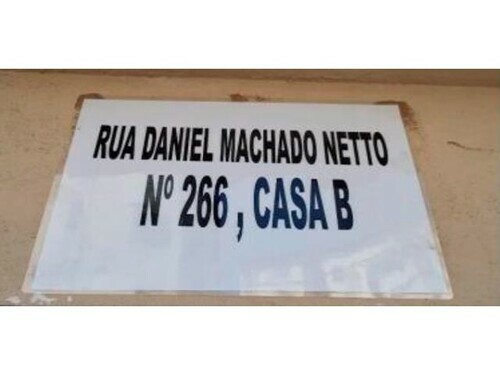 RUA DANIEL MACHADO NETTO
Nº 266 , CASA B